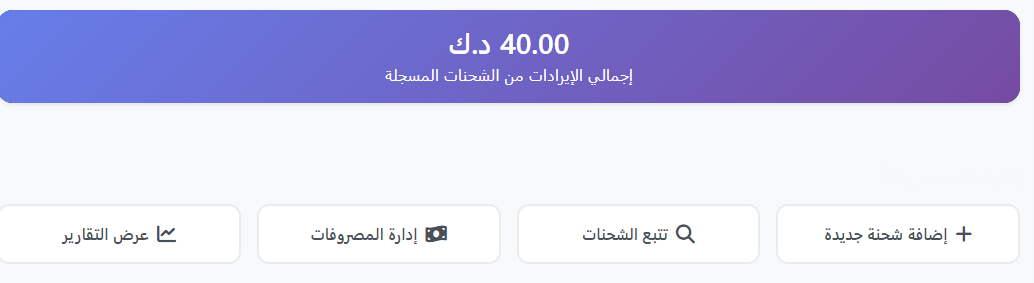 40.00 د.ك
إجمالي الإيرادات من الشحنات المسجلة
إضافة شحنة جديدة
تتبع الشحنات
إدارة المصروفات
عرض التقارير